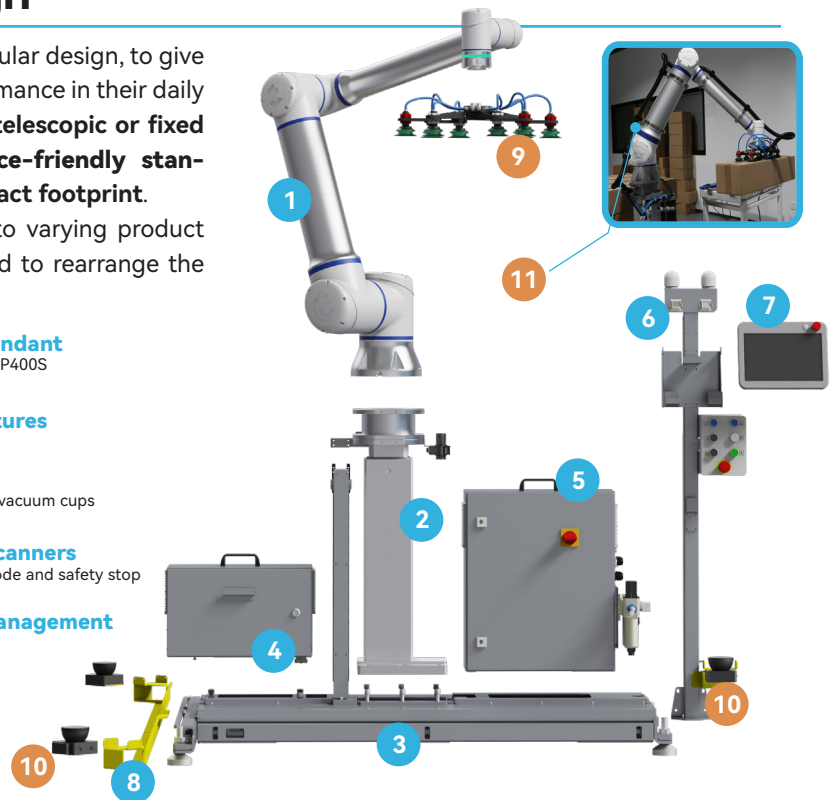 ular design, to give
mance in their daily
telescopic or fixed
ce-friendly stan-
act footprint.
to varying product
d to rearrange the
ndant
P400S
tures
vacuum cups
canners
ode and safety stop
anagement
1
9
11
6
7
2
5
4
3
10
8
10